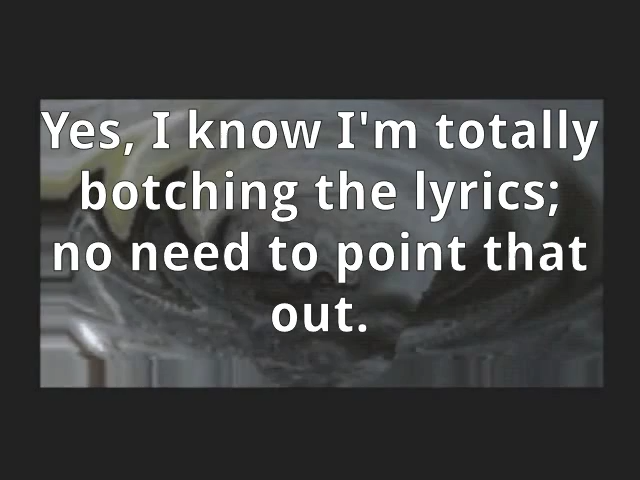 Yes, I know I'm totally
botching the lyrics;
no need to point that
out.